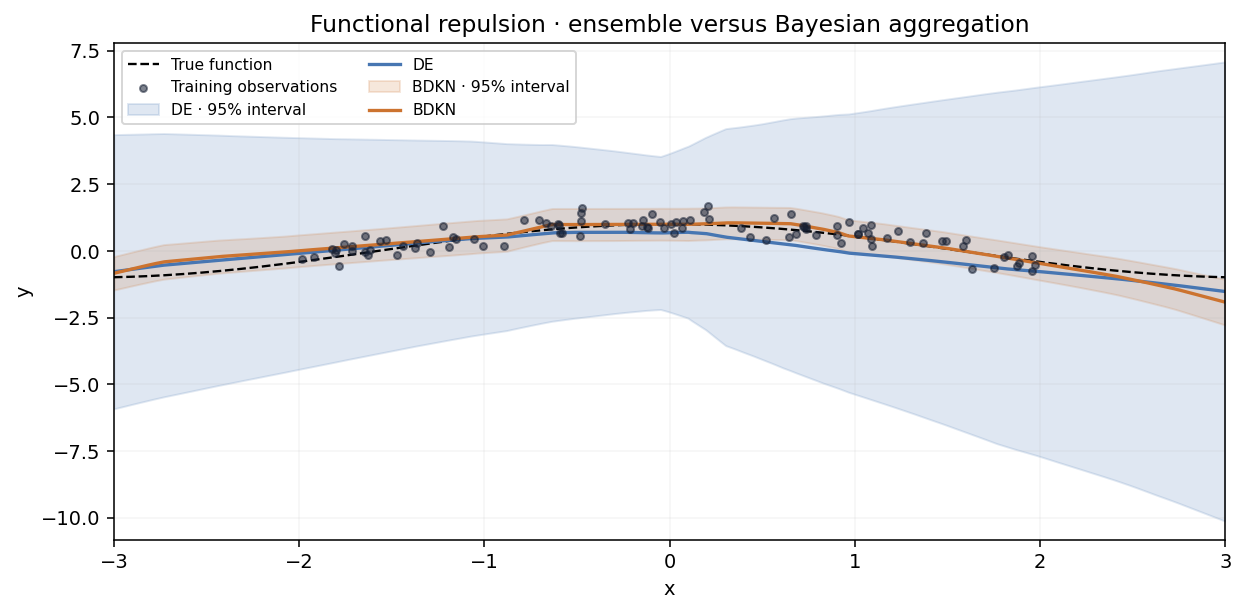 Functional repulsion · ensemble versus Bayesian aggregation
True function
Training observations
DE · 95% interval
DE
BDKN · 95% interval
BDKN
7.5
5.0
2.5
0.0
−2.5
−5.0
−7.5
−10.0
y
−3
−2
−1
0
1
2
3
x